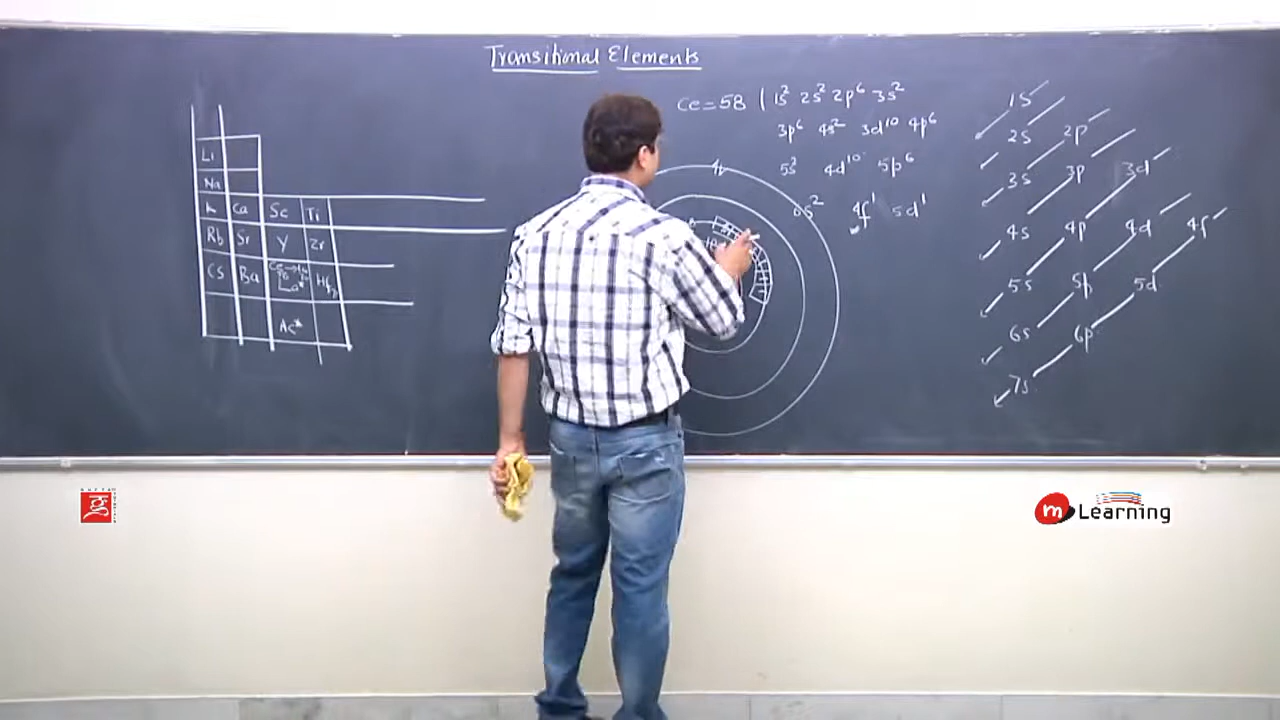 Transitional Elements
Ce = 58 | 1s² 2s² 2p⁶ 3s²
3p⁶ 4s² 3d¹⁰ 4p⁶
5s² 4d¹⁰ 5p⁶
6s² 4f¹ 5d¹
Li
Na
K Ca Sc Ti
Rb Sr Y Zr
Cs Ba La* Hf
Ac*
1s
2s 2p
3s 3p 3d
4s 4p 4d 4f
5s 5p 5d
6s 6p
7s
m Learning